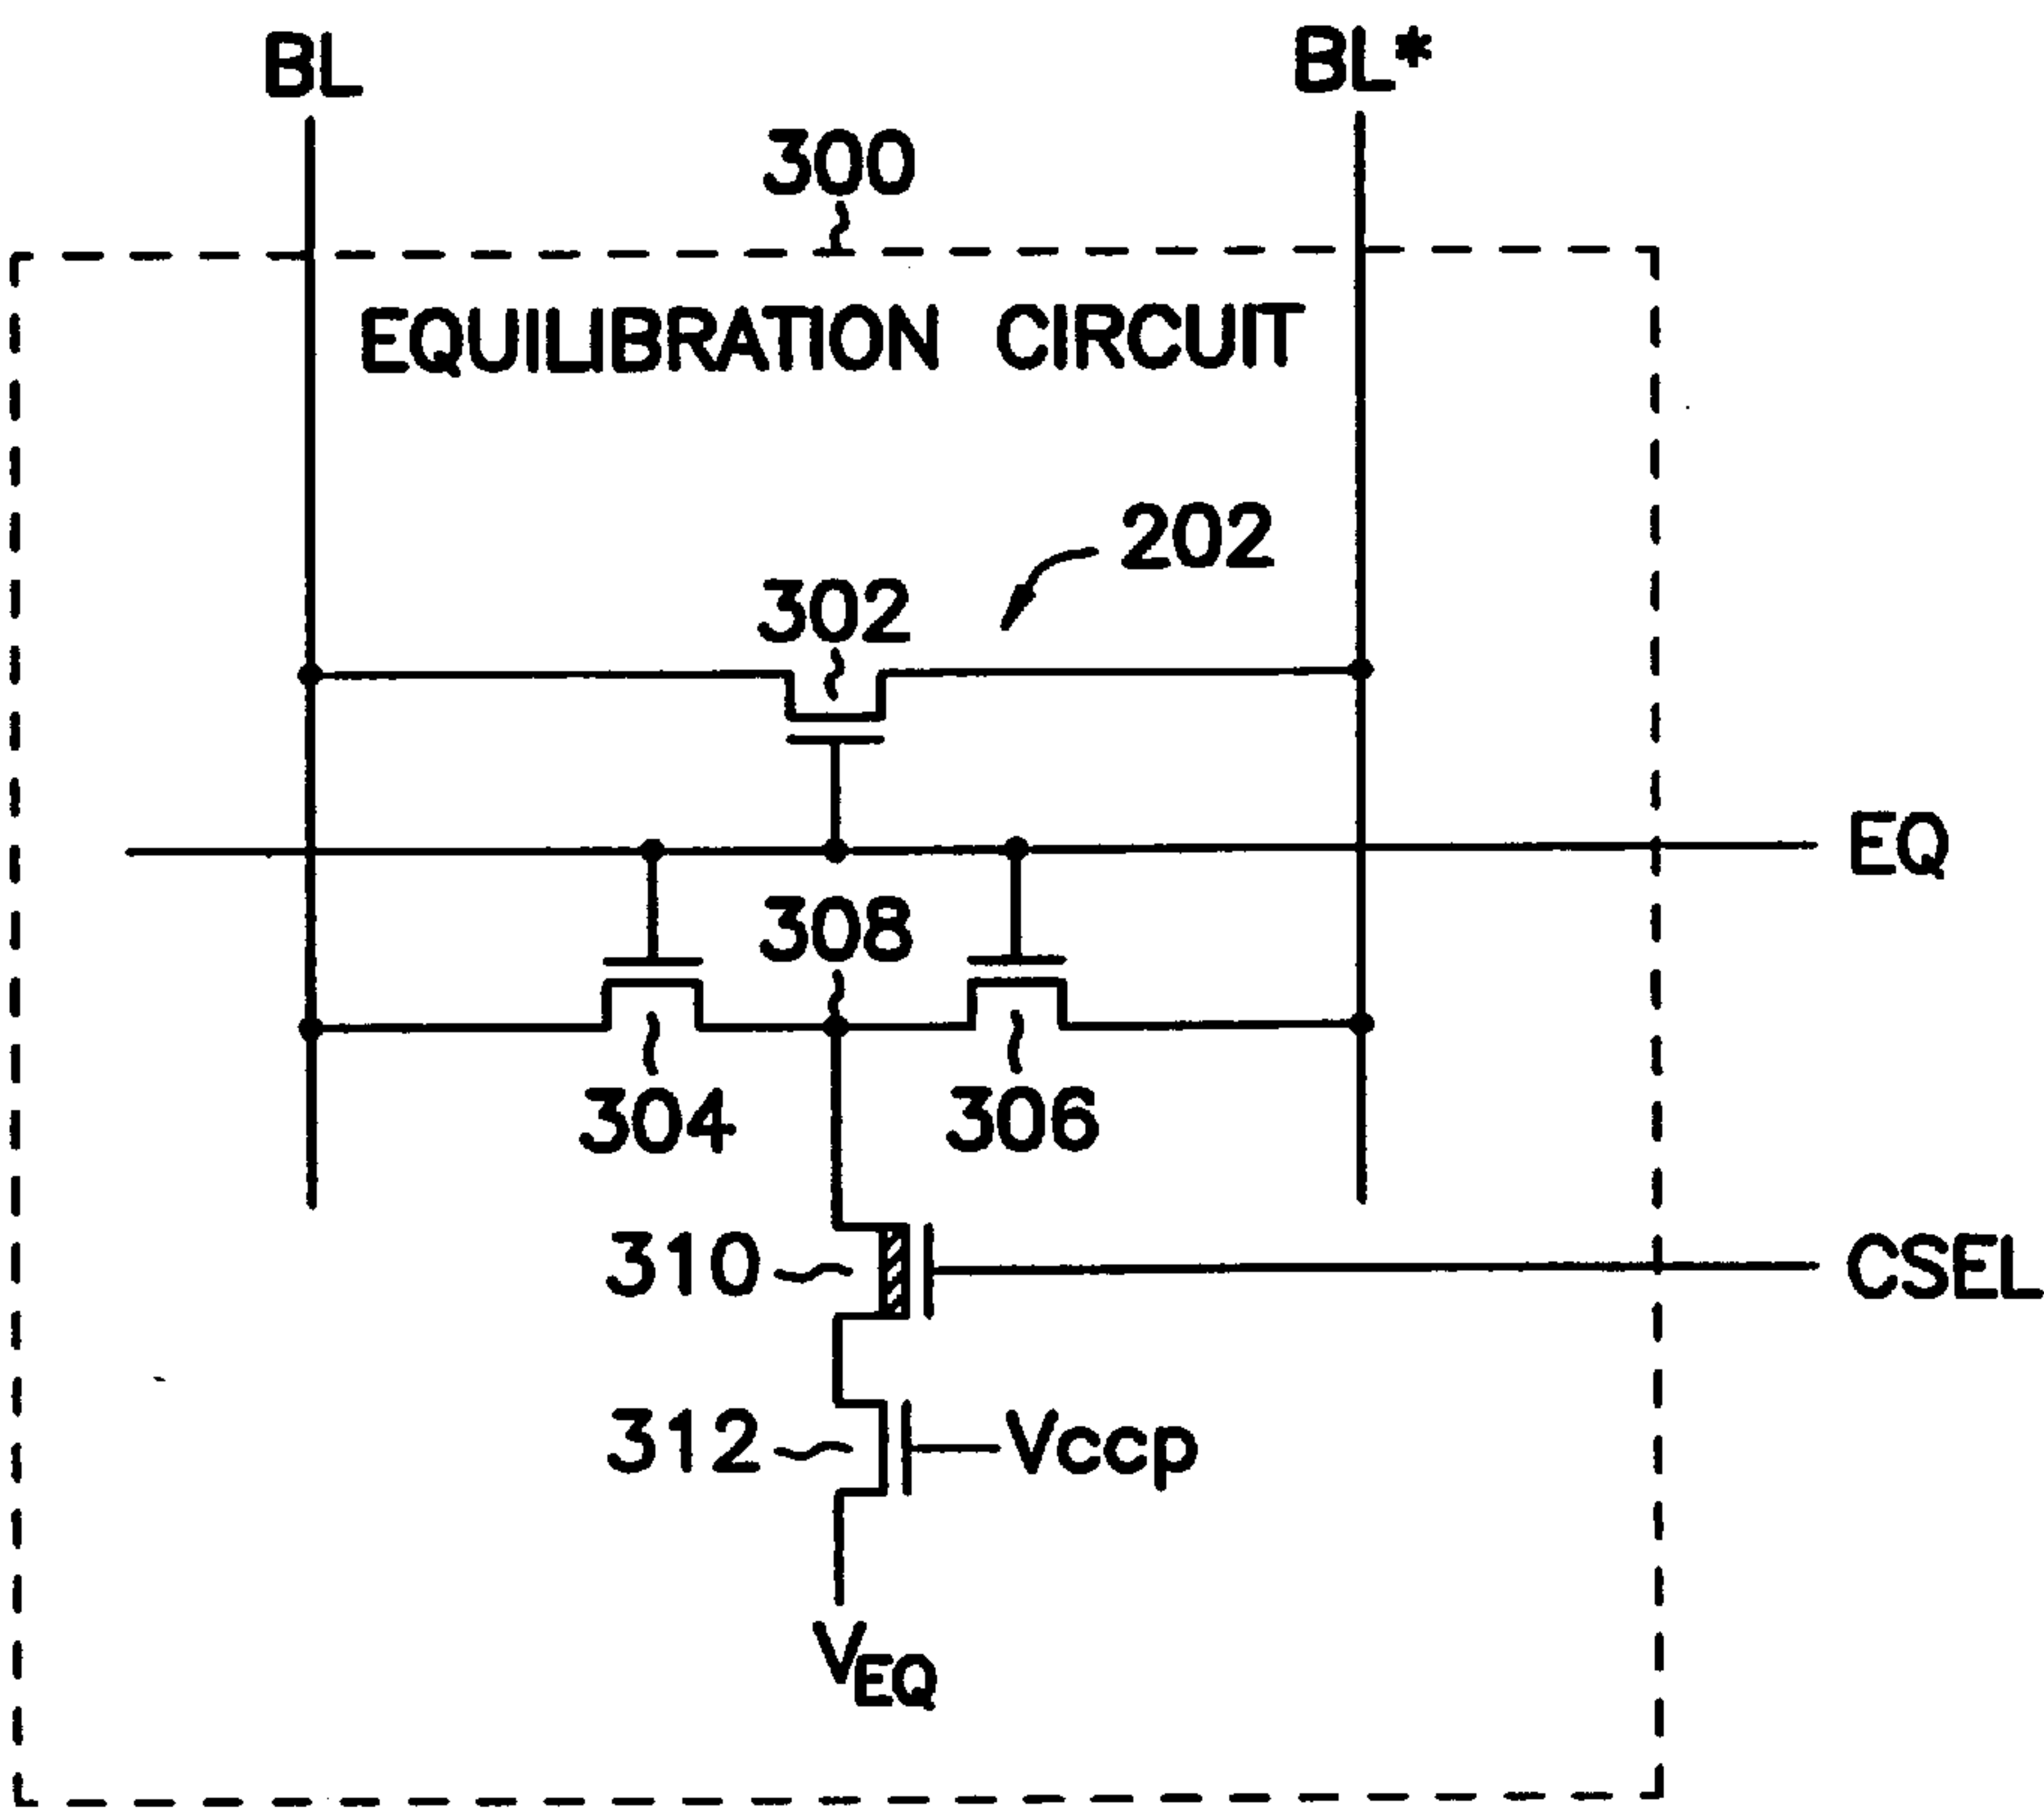 BL
BL*
300
EQUILIBRATION CIRCUIT
202
302
EQ
308
304
306
310
CSEL
312
Vccp
VEQ